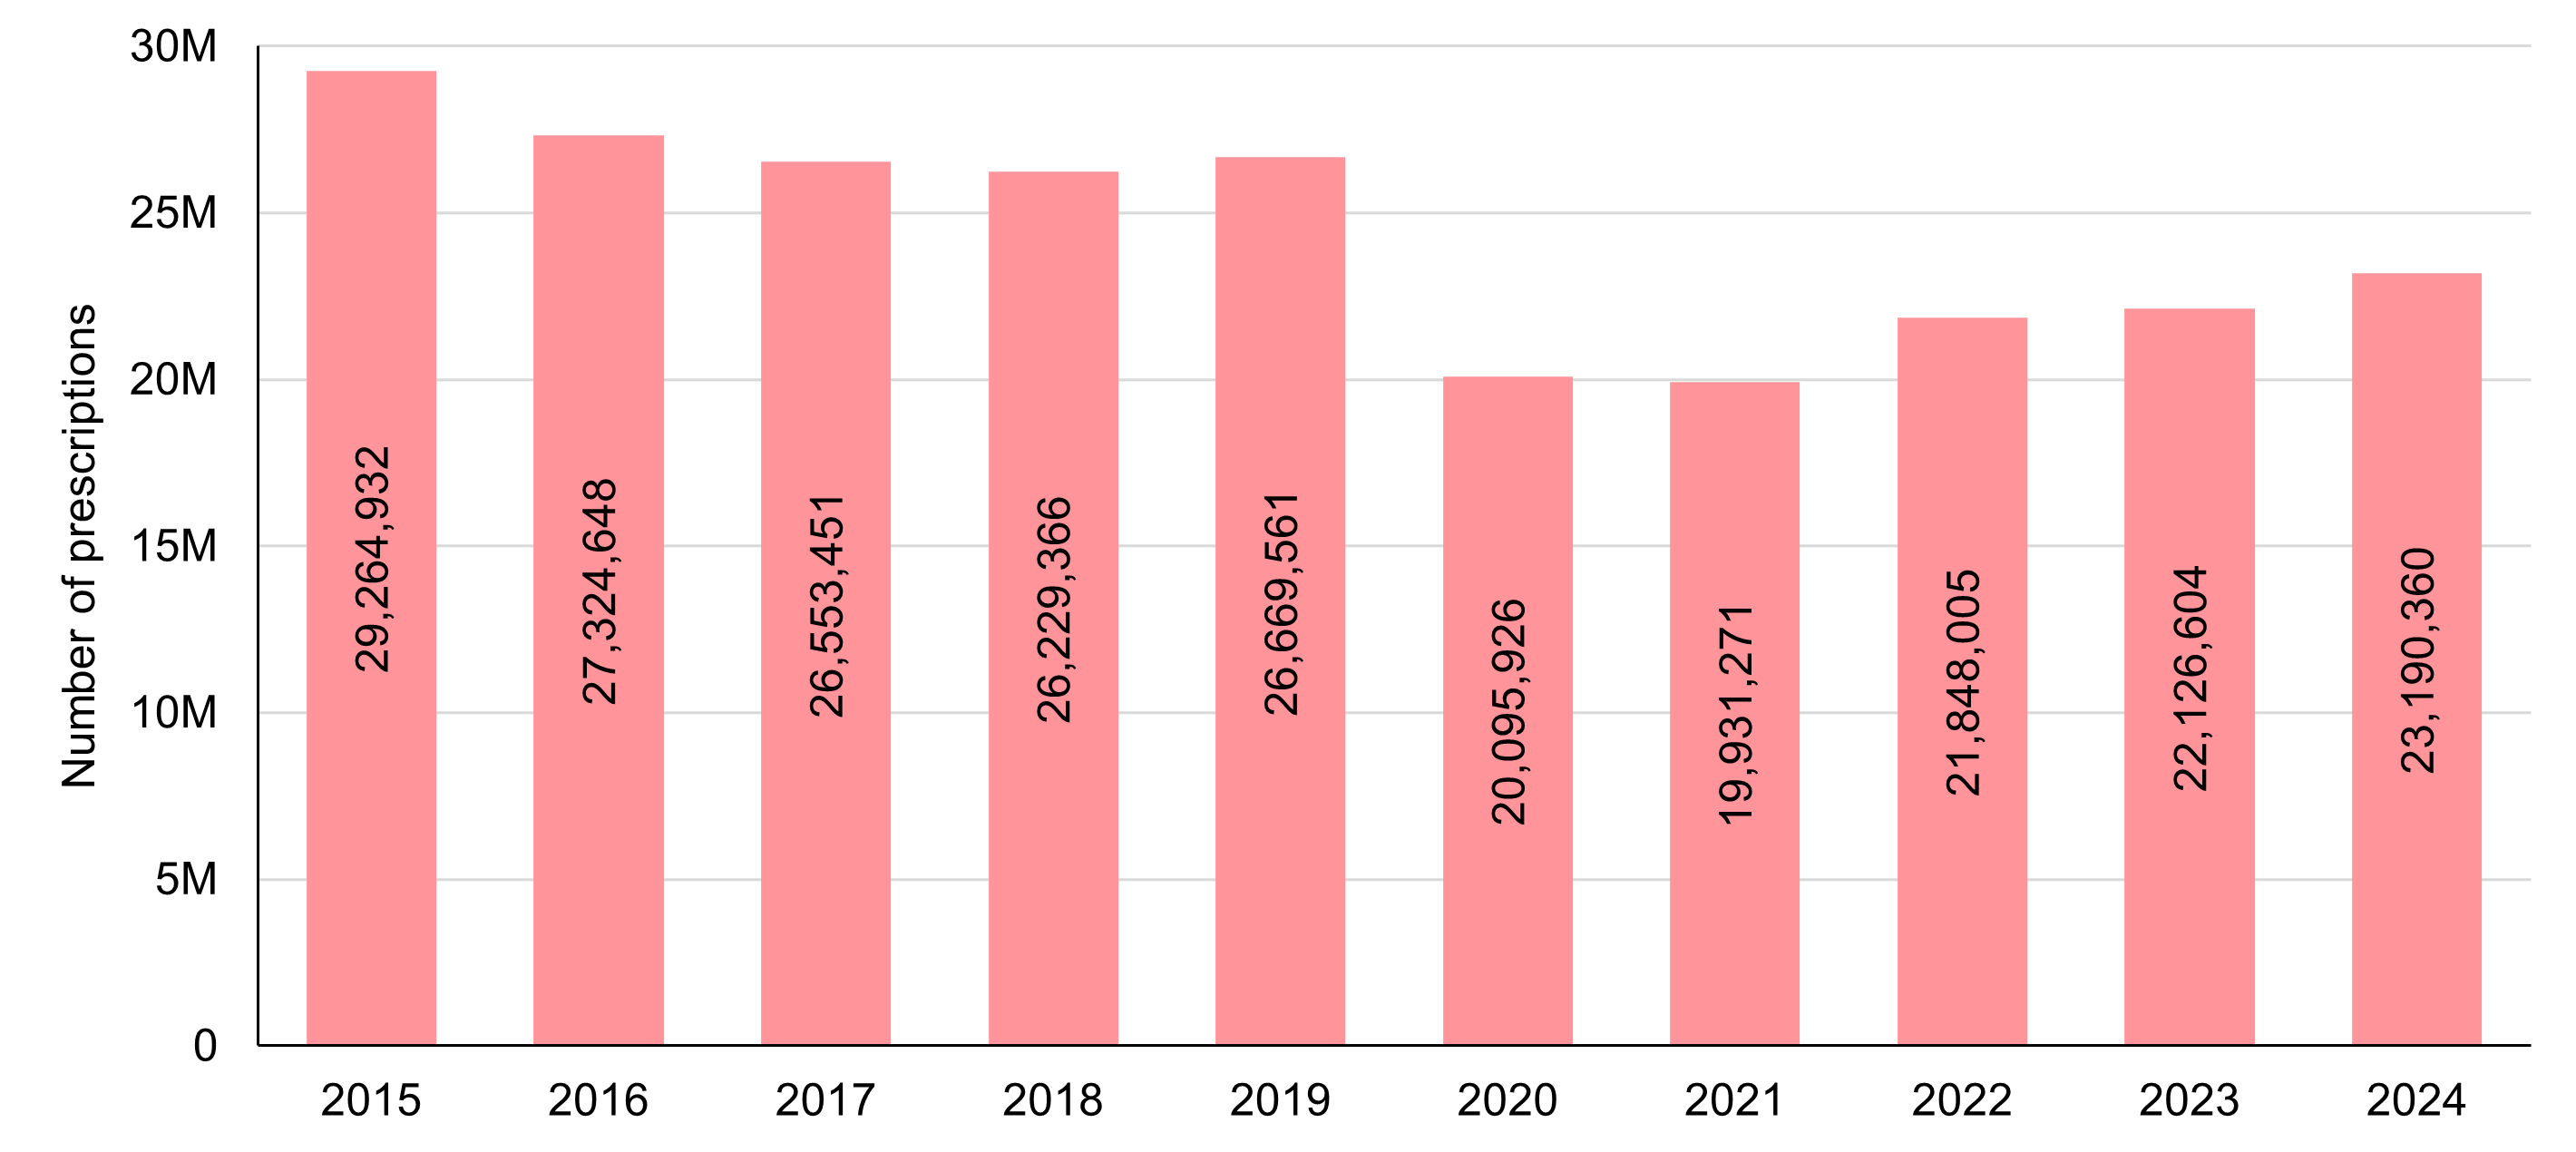 Number of prescriptions
30M
25M
20M
15M
10M
5M
0
29,264,932
27,324,648
26,553,451
26,229,366
26,669,561
20,095,926
19,931,271
21,848,005
22,126,604
23,190,360
2015 2016 2017 2018 2019 2020 2021 2022 2023 2024